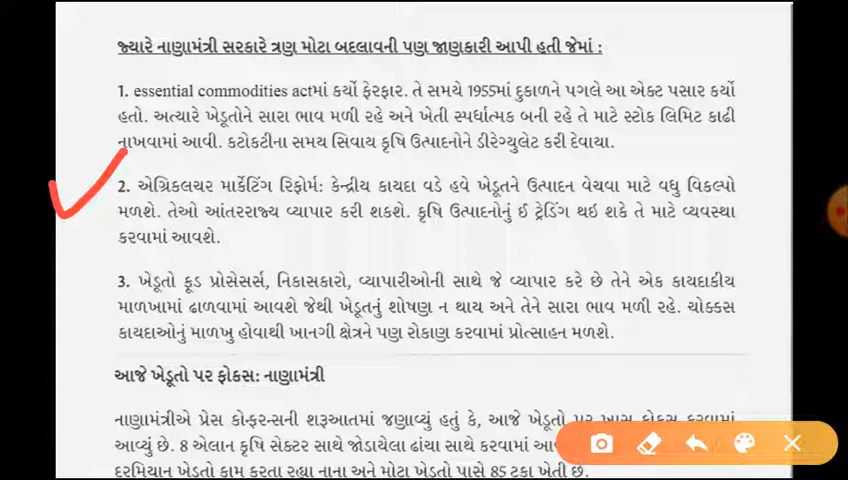 જ્યારે નાણામંત્રી સરકારે ત્રણ મોટા બદલાવની પણ જાણકારી આપી હતી જેમાં :
1. essential commodities actમાં કર્યો ફેરફાર. તે સમયે 1955માં દુકાળને પગલે આ એક્ટ પસાર કર્યો
હતો. અત્યારે ખેડૂતોને સારા ભાવ મળી રહે અને ખેતી સ્પર્ધાત્મક બની રહે તે માટે સ્ટોક લિમિટ કાઢી
નાખવામાં આવી. કટોકટીના સમય સિવાય કૃષિ ઉત્પાદનોને ડીરેગ્યુલેટ કરી દેવાયા.
2. એગ્રિકલચર માર્કેટિંગ રિફોર્મ: કેન્દ્રીય કાયદા વડે હવે ખેડૂતને ઉત્પાદન વેચવા માટે વધુ વિકલ્પો
મળશે. તેઓ આંતરરાજ્ય વ્યાપાર કરી શકશે. કૃષિ ઉત્પાદનોનું ઈ ટ્રેડિંગ થઇ શકે તે માટે વ્યવસ્થા
કરવામાં આવશે.
3. ખેડૂતો ફૂડ પ્રોસેસર્સ, નિકાસકારો, વ્યાપારીઓની સાથે જે વ્યાપાર કરે છે તેને એક કાયદાકીય
માળખામાં ઢાળવામાં આવશે જેથી ખેડૂતનું શોષણ ન થાય અને તેને સારા ભાવ મળી રહે. ચોક્કસ
કાયદાઓનું માળખુ હોવાથી ખાનગી ક્ષેત્રને પણ રોકાણ કરવામાં પ્રોત્સાહન મળશે.
આજે ખેડૂતો પર ફોકસ: નાણામંત્રી
નાણામંત્રીએ પ્રેસ કોન્ફરન્સની શરૂઆતમાં જણાવ્યું હતું કે, આજે ખેડૂતો પર ખાસ ફોકસ કરવામાં
આવ્યું છે. 8 એલાન કૃષિ સેક્ટર સાથે જોડાયેલા ઢાંચા સાથે કરવામાં
દરમિયાન ખેડૂતો કામ કરતા રહ્યા નાના અને મોટા ખેડૂતો પાસે 85 ટકા ખેતી છે.